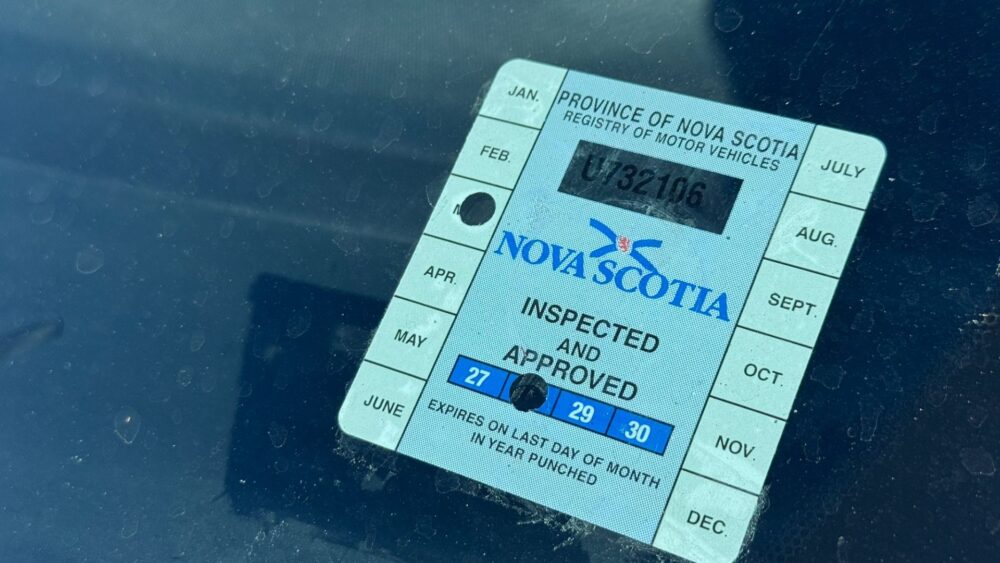 JAN.
FEB.
M
APR.
MAY
JUNE
PROVINCE OF NOVA SCOTIA
REGISTRY OF MOTOR VEHICLES
U732106
NOVA SCOTIA
INSPECTED
AND
APPROVED
27 29 30
EXPIRES ON LAST DAY OF MONTH
IN YEAR PUNCHED
JULY
AUG.
SEPT.
OCT.
NOV.
DEC.